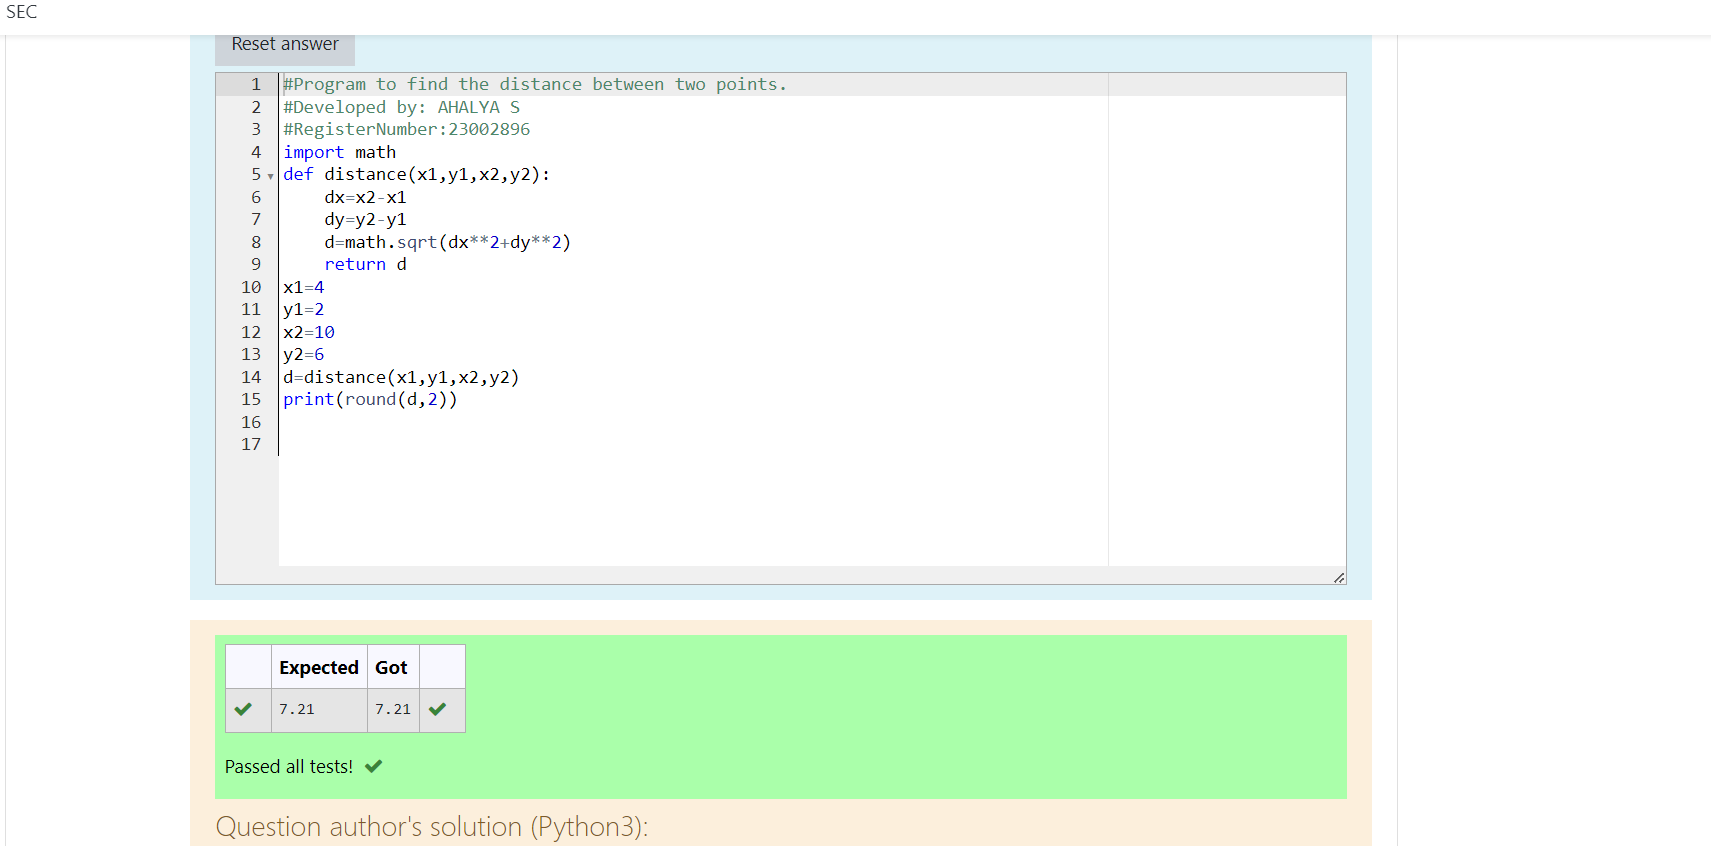 SEC
Reset answer
1 #Program to find the distance between two points.
2 #Developed by: AHALYA S
3 #RegisterNumber:23002896
4 import math
5 def distance(x1,y1,x2,y2):
6     dx=x2-x1
7     dy=y2-y1
8     d=math.sqrt(dx**2+dy**2)
9     return d
10 x1=4
11 y1=2
12 x2=10
13 y2=6
14 d=distance(x1,y1,x2,y2)
15 print(round(d,2))
16
17
Expected Got
7.21 7.21
Passed all tests!
Question author's solution (Python3):